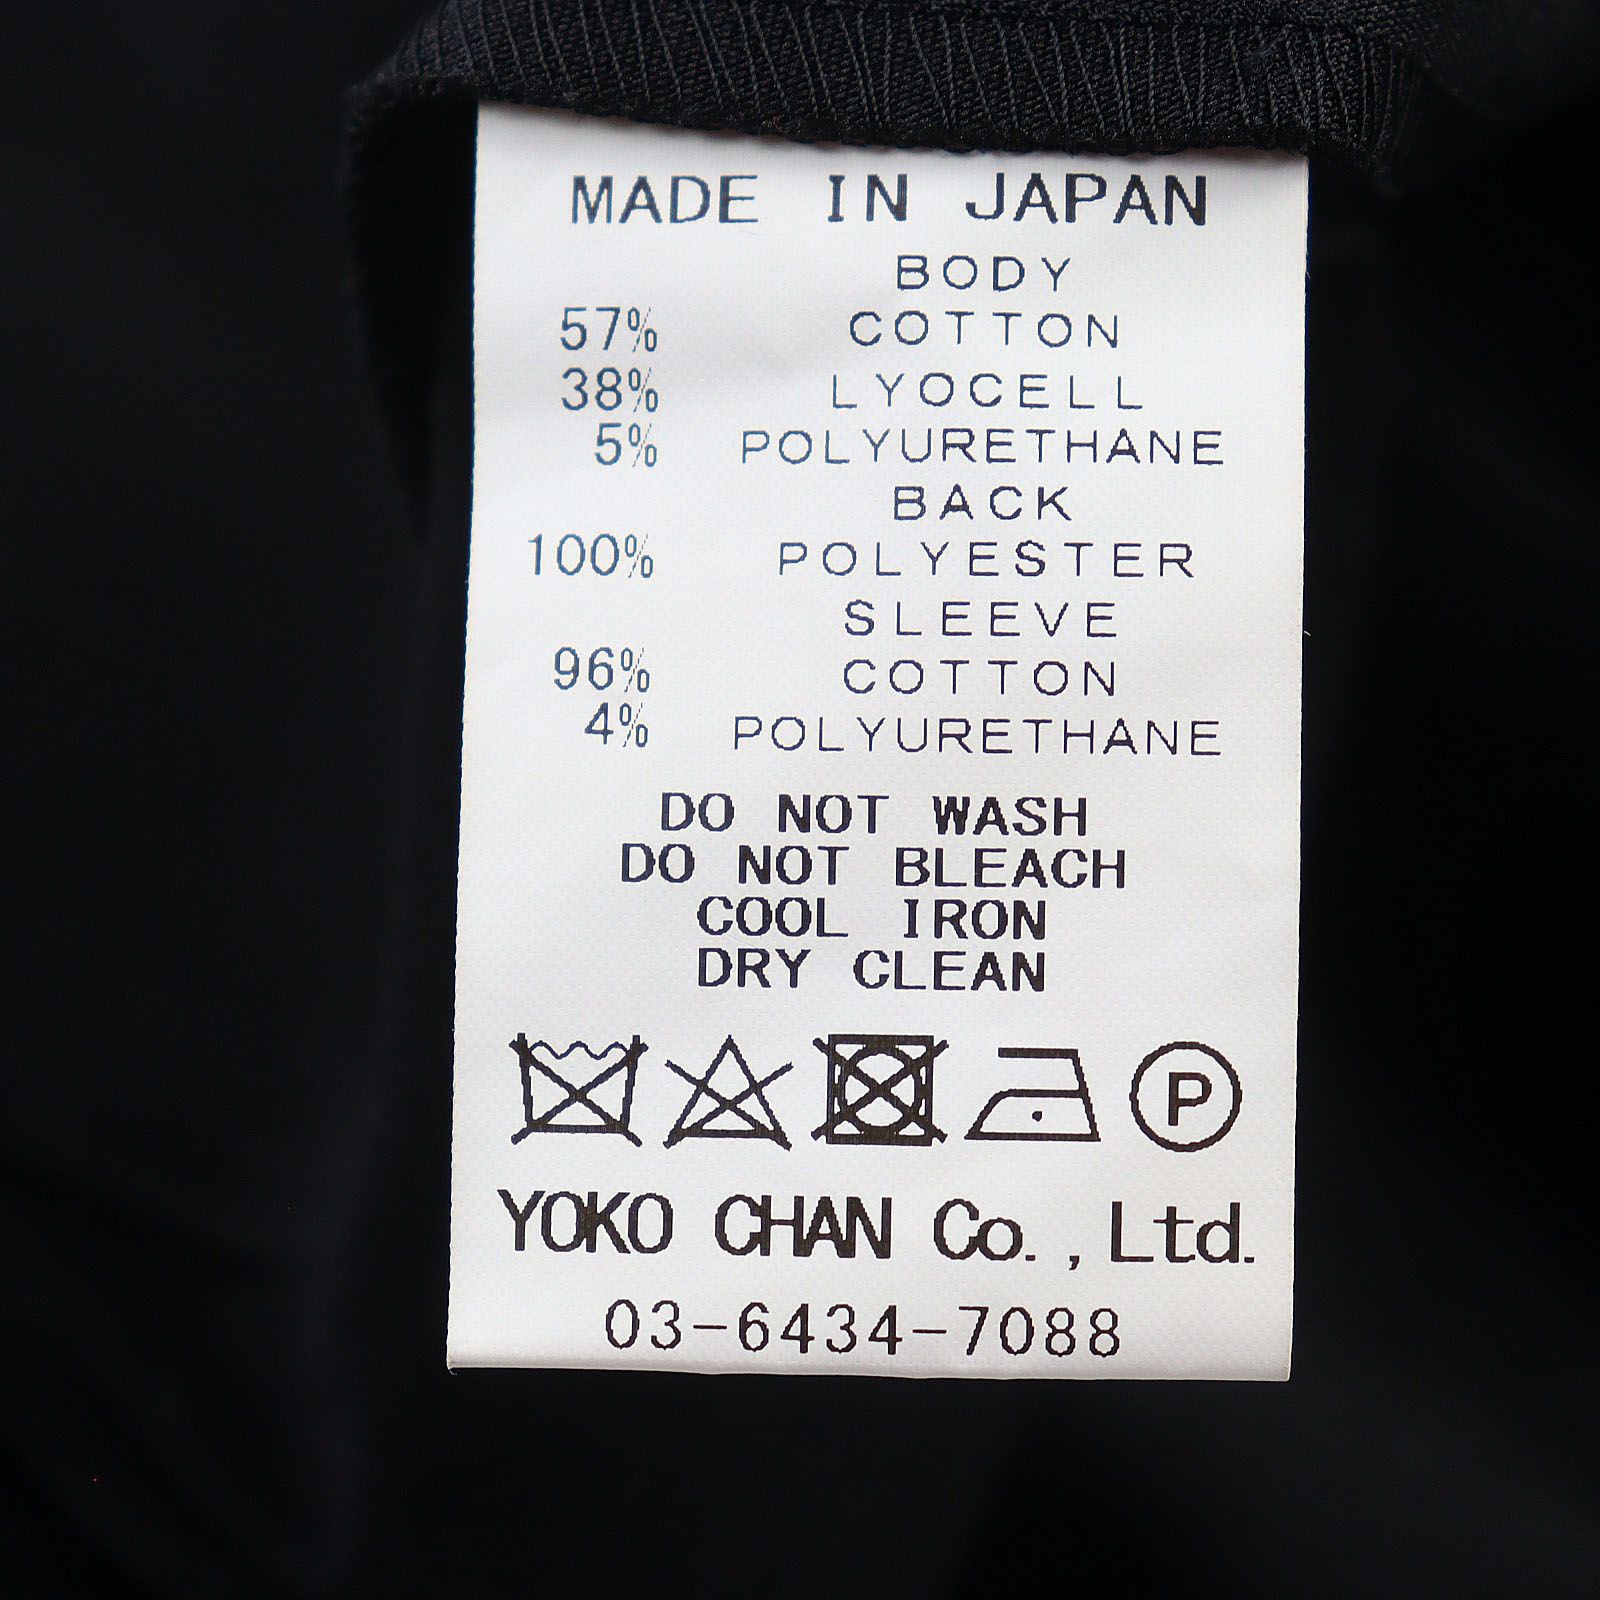 MADE IN JAPAN
BODY
57% COTTON
38% LYOCELL
5% POLYURETHANE
BACK
100% POLYESTER
SLEEVE
96% COTTON
4% POLYURETHANE
DO NOT WASH
DO NOT BLEACH
COOL IRON
DRY CLEAN
P
YOKO CHAN Co., Ltd.
03-6434-7088